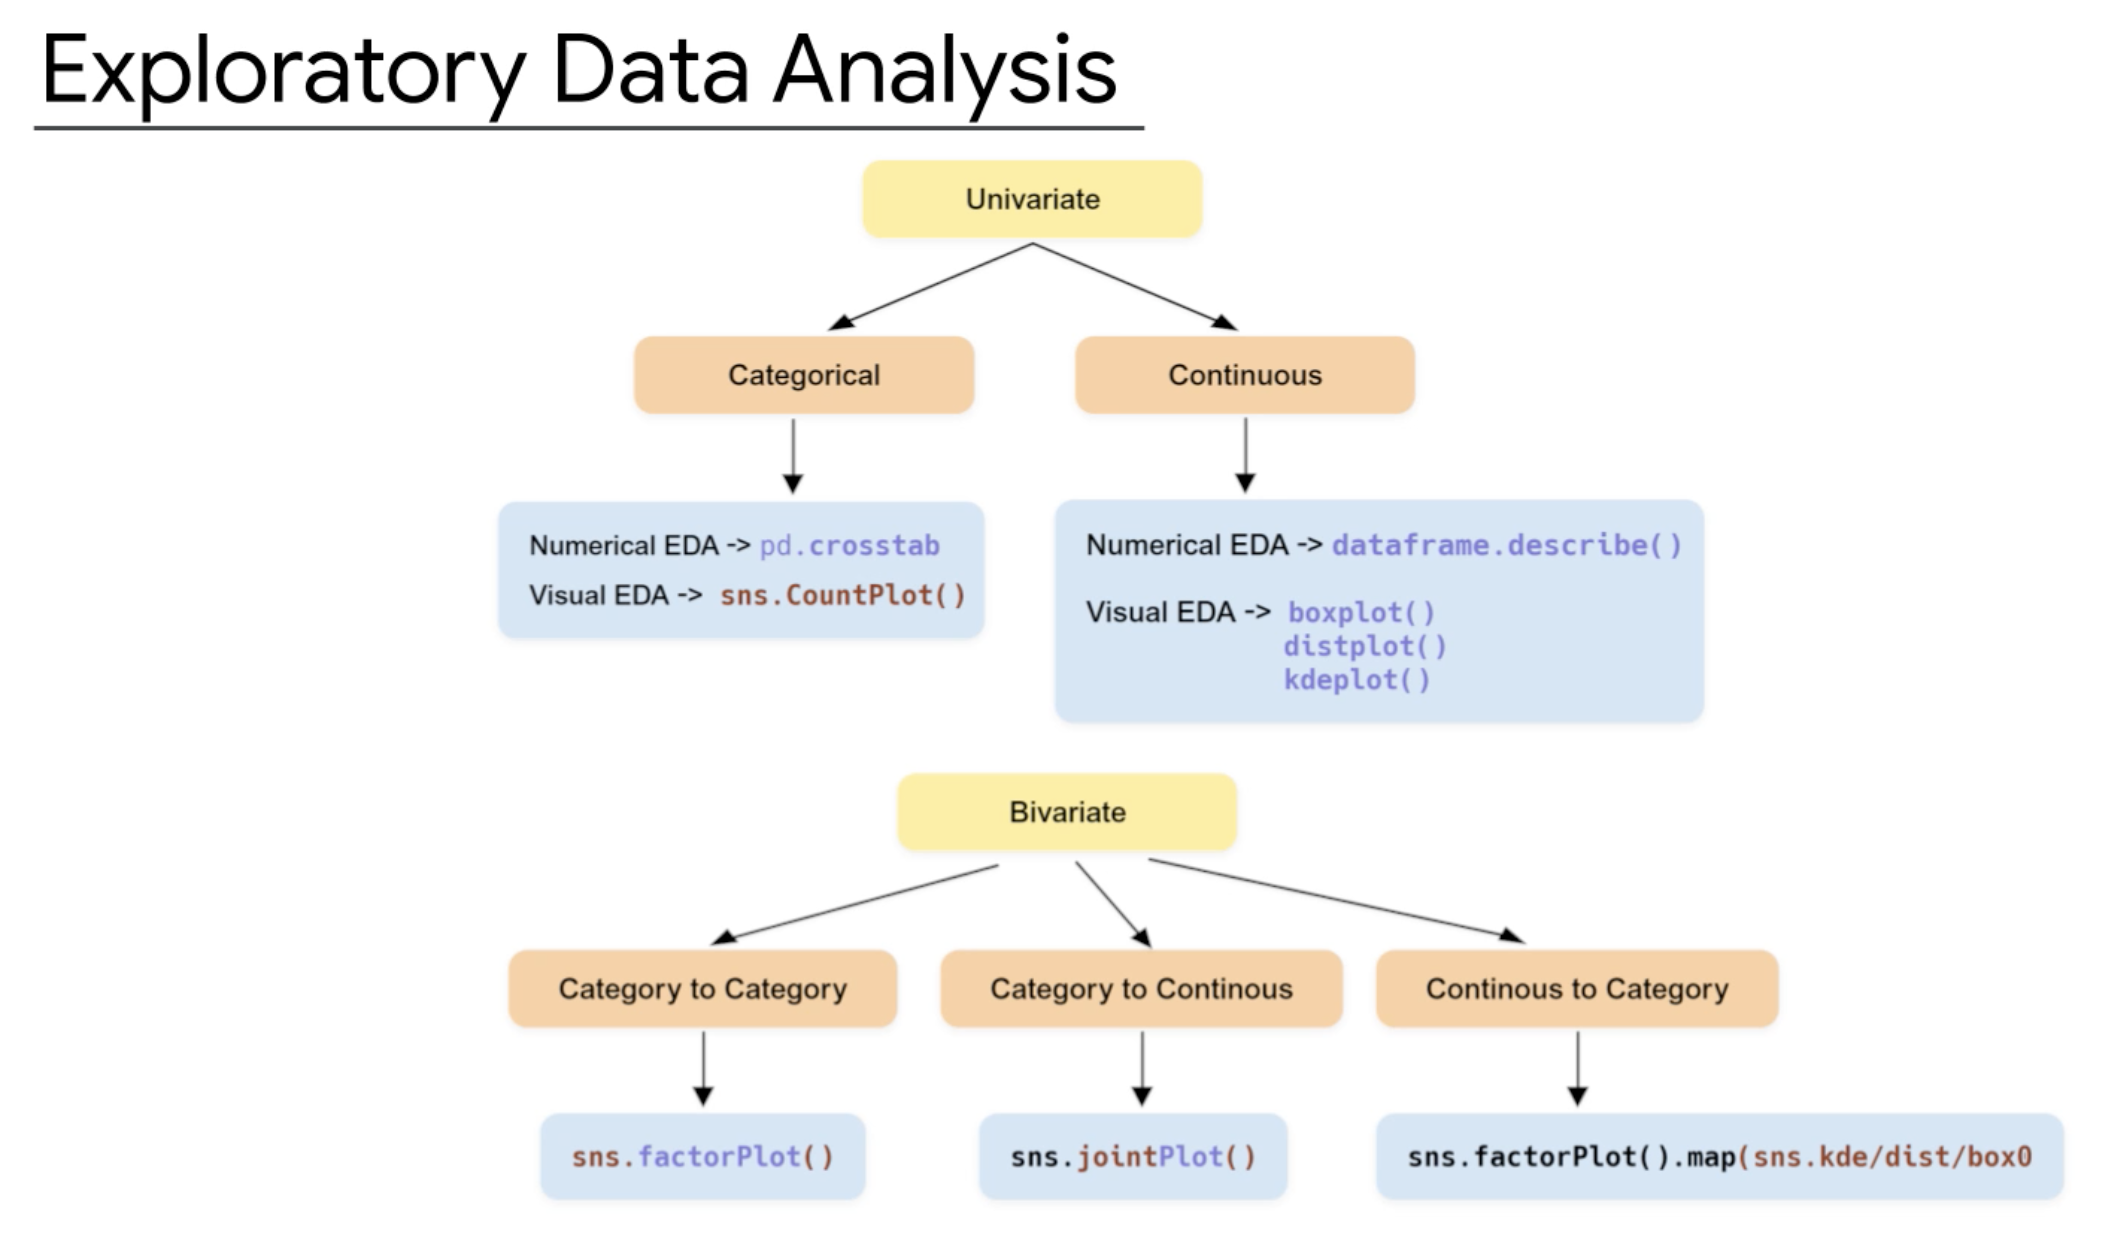 Exploratory Data Analysis
Univariate
Categorical
Continuous
Numerical EDA -> pd.crosstab
Visual EDA -> sns.CountPlot()
Numerical EDA -> dataframe.describe()
Visual EDA -> boxplot()
distplot()
kdeplot()
Bivariate
Category to Category
Category to Continous
Continous to Category
sns.factorPlot()
sns.jointPlot()
sns.factorPlot().map(sns.kde/dist/box0